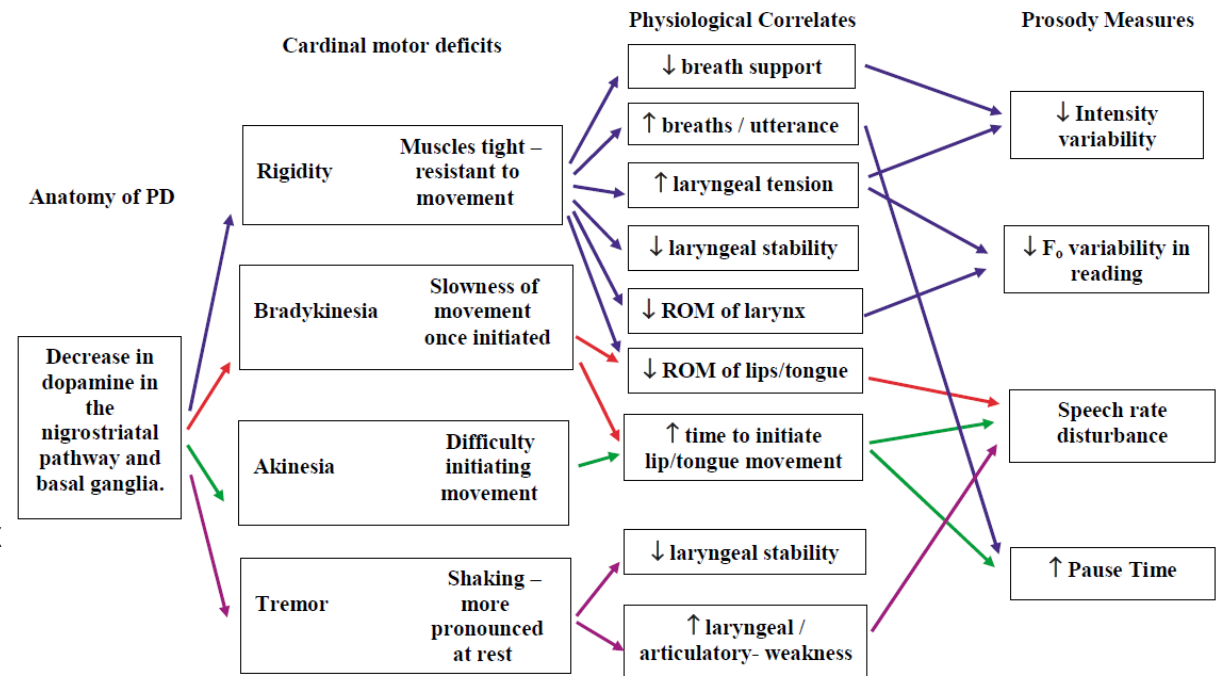 Physiological Correlates
Prosody Measures
Cardinal motor deficits
Anatomy of PD
Decrease in
dopamine in
the
nigrostriatal
pathway and
basal ganglia.
Rigidity
Muscles tight –
resistant to
movement
Bradykinesia
Slowness of
movement
once initiated
Akinesia
Difficulty
initiating
movement
Tremor
Shaking –
more
pronounced
at rest
↓ breath support
↑ breaths / utterance
↑ laryngeal tension
↓ laryngeal stability
↓ ROM of larynx
↓ ROM of lips/tongue
↑ time to initiate
lip/tongue movement
↓ laryngeal stability
↑ laryngeal /
articulatory- weakness
↓ Intensity
variability
↓ Fₒ variability in
reading
Speech rate
disturbance
↑ Pause Time